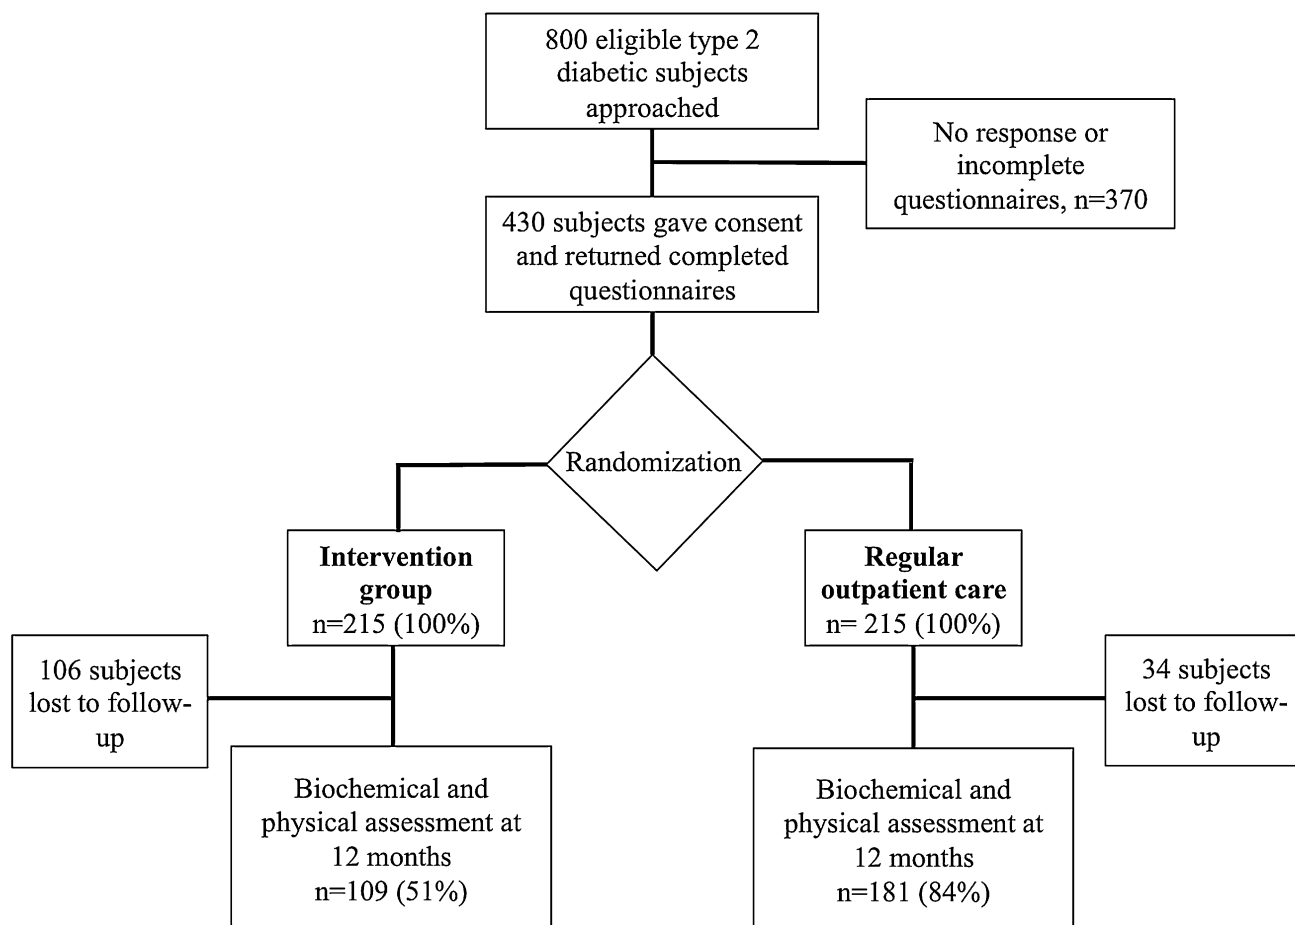 800 eligible type 2
diabetic subjects
approached
No response or
incomplete
questionnaires, n=370
430 subjects gave consent
and returned completed
questionnaires
Randomization
Intervention
group
n=215 (100%)
Regular
outpatient care
n= 215 (100%)
106 subjects
lost to follow-
up
34 subjects
lost to follow-
up
Biochemical and
physical assessment at
12 months
n=109 (51%)
Biochemical and
physical assessment at
12 months
n=181 (84%)